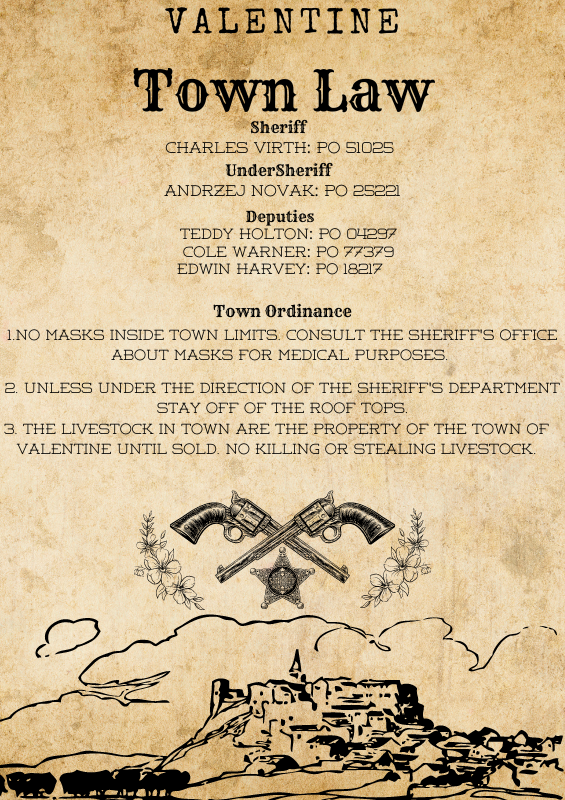 VALENTINE
Town Law
Sheriff
CHARLES VIRTH: PO 51025
UnderSheriff
ANDRZEJ NOVAK: PO 25221
Deputies
TEDDY HOLTON: PO 04297
COLE WARNER: PO 77379
EDWIN HARVEY: PO 18217
Town Ordinance
1.NO MASKS INSIDE TOWN LIMITS. CONSULT THE SHERIFF'S OFFICE
ABOUT MASKS FOR MEDICAL PURPOSES.
2. UNLESS UNDER THE DIRECTION OF THE SHERIFF'S DEPARTMENT
STAY OFF OF THE ROOF TOPS.
3. THE LIVESTOCK IN TOWN ARE THE PROPERTY OF THE TOWN OF
VALENTINE UNTIL SOLD. NO KILLING OR STEALING LIVESTOCK.